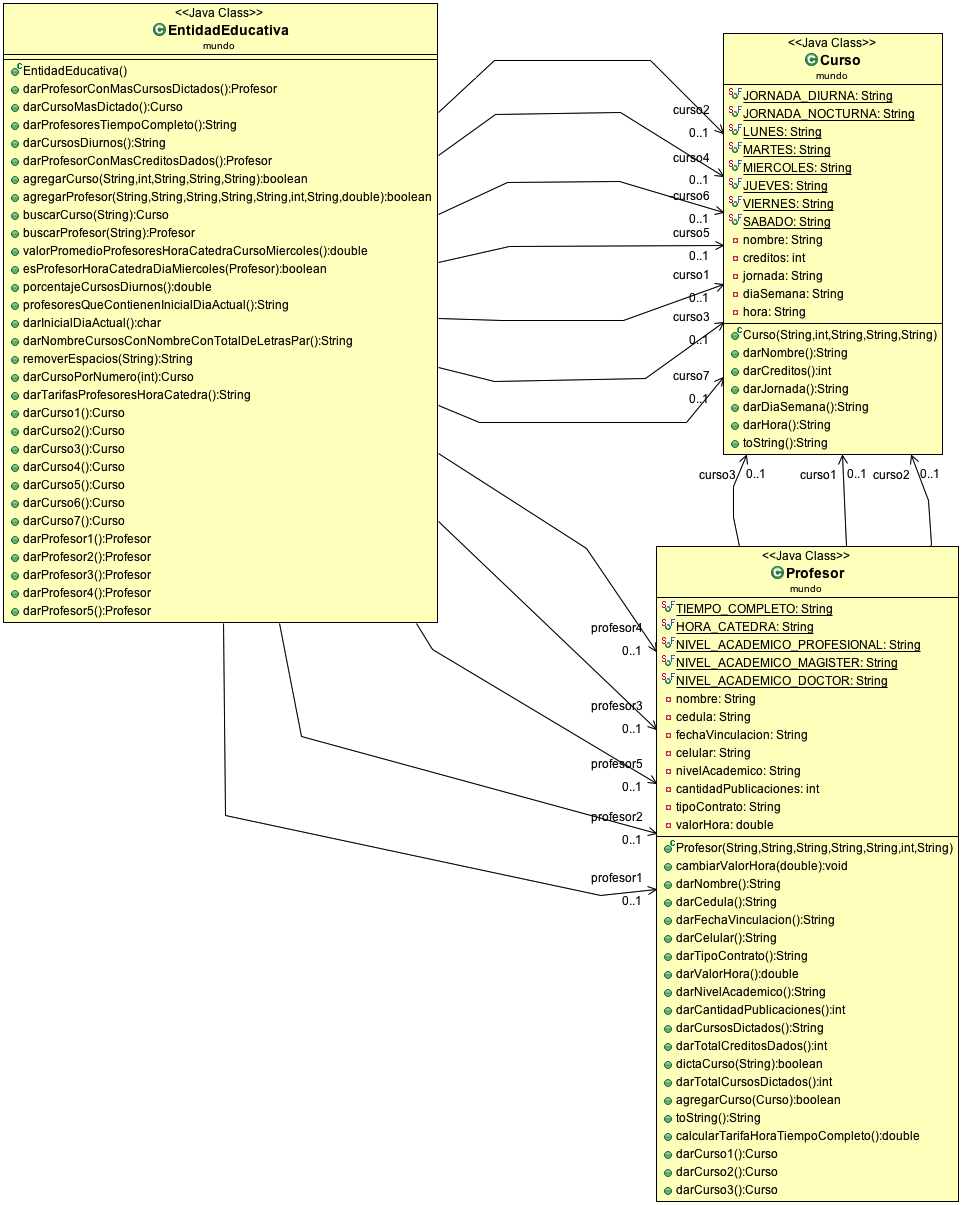 <<Java Class>>
EntidadEducativa
mundo
EntidadEducativa()
darProfesorConMasCursosDictados():Profesor
darCursoMasDictado():Curso
darProfesoresTiempoCompleto():String
darCursosDiurnos():String
darProfesorConMasCreditosDados():Profesor
agregarCurso(String,int,String,String,String):boolean
agregarProfesor(String,String,String,String,String,int,String,double):boolean
buscarCurso(String):Curso
buscarProfesor(String):Profesor
valorPromedioProfesoresHoraCatedraCursoMiercoles():double
esProfesorHoraCatedraDiaMiercoles(Profesor):boolean
porcentajeCursosDiurnos():double
profesoresQueContienenInicialDiaActual():String
darInicialDiaActual():char
darNombreCursosConNombreConTotalDeLetrasPar():String
removerEspacios(String):String
darCursoPorNumero(int):Curso
darTarifasProfesoresHoraCatedra():String
darCurso1():Curso
darCurso2():Curso
darCurso3():Curso
darCurso4():Curso
darCurso5():Curso
darCurso6():Curso
darCurso7():Curso
darProfesor1():Profesor
darProfesor2():Profesor
darProfesor3():Profesor
darProfesor4():Profesor
darProfesor5():Profesor
curso2
0..1
curso4
0..1
curso6
0..1
curso5
0..1
curso1
0..1
curso3
0..1
curso7
0..1
<<Java Class>>
Curso
mundo
JORNADA_DIURNA: String
JORNADA_NOCTURNA: String
LUNES: String
MARTES: String
MIERCOLES: String
JUEVES: String
VIERNES: String
SABADO: String
nombre: String
creditos: int
jornada: String
diaSemana: String
hora: String
Curso(String,int,String,String,String)
darNombre():String
darCreditos():int
darJornada():String
darDiaSemana():String
darHora():String
toString():String
curso3 0..1
curso1 0..1
curso2 0..1
profesor4
0..1
profesor3
0..1
profesor5
0..1
profesor2
0..1
profesor1
0..1
<<Java Class>>
Profesor
mundo
TIEMPO_COMPLETO: String
HORA_CATEDRA: String
NIVEL_ACADEMICO_PROFESIONAL: String
NIVEL_ACADEMICO_MAGISTER: String
NIVEL_ACADEMICO_DOCTOR: String
nombre: String
cedula: String
fechaVinculacion: String
celular: String
nivelAcademico: String
cantidadPublicaciones: int
tipoContrato: String
valorHora: double
Profesor(String,String,String,String,String,int,String)
cambiarValorHora(double):void
darNombre():String
darCedula():String
darFechaVinculacion():String
darCelular():String
darTipoContrato():String
darValorHora():double
darNivelAcademico():String
darCantidadPublicaciones():int
darCursosDictados():String
darTotalCreditosDados():int
dictaCurso(String):boolean
darTotalCursosDictados():int
agregarCurso(Curso):boolean
toString():String
calcularTarifaHoraTiempoCompleto():double
darCurso1():Curso
darCurso2():Curso
darCurso3():Curso